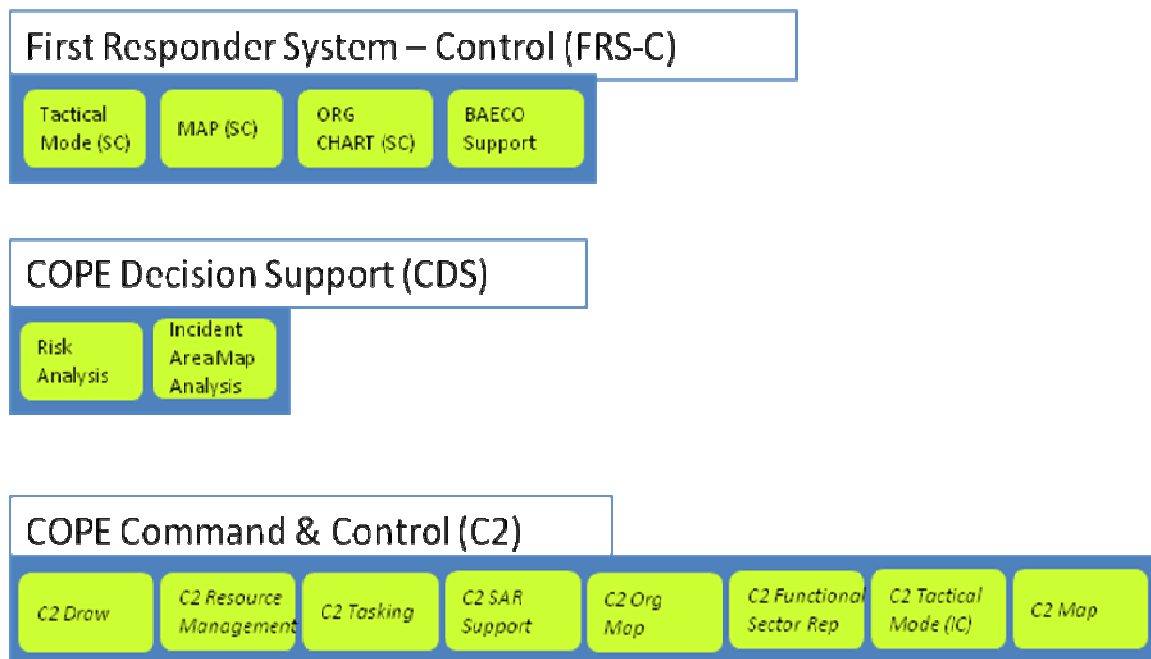 First Responder System – Control (FRS-C)
Tactical
Mode (SC)
MAP (SC)
ORG
CHART (SC)
BAECO
Support
COPE Decision Support (CDS)
Risk
Analysis
Incident
Area/Map
Analysis
COPE Command & Control (C2)
C2 Draw
C2 Resource
Management
C2 Tasking
C2 SAR
Support
C2 Org
Map
C2 Functional
Sector Rep
C2 Tactical
Mode (IC)
C2 Map